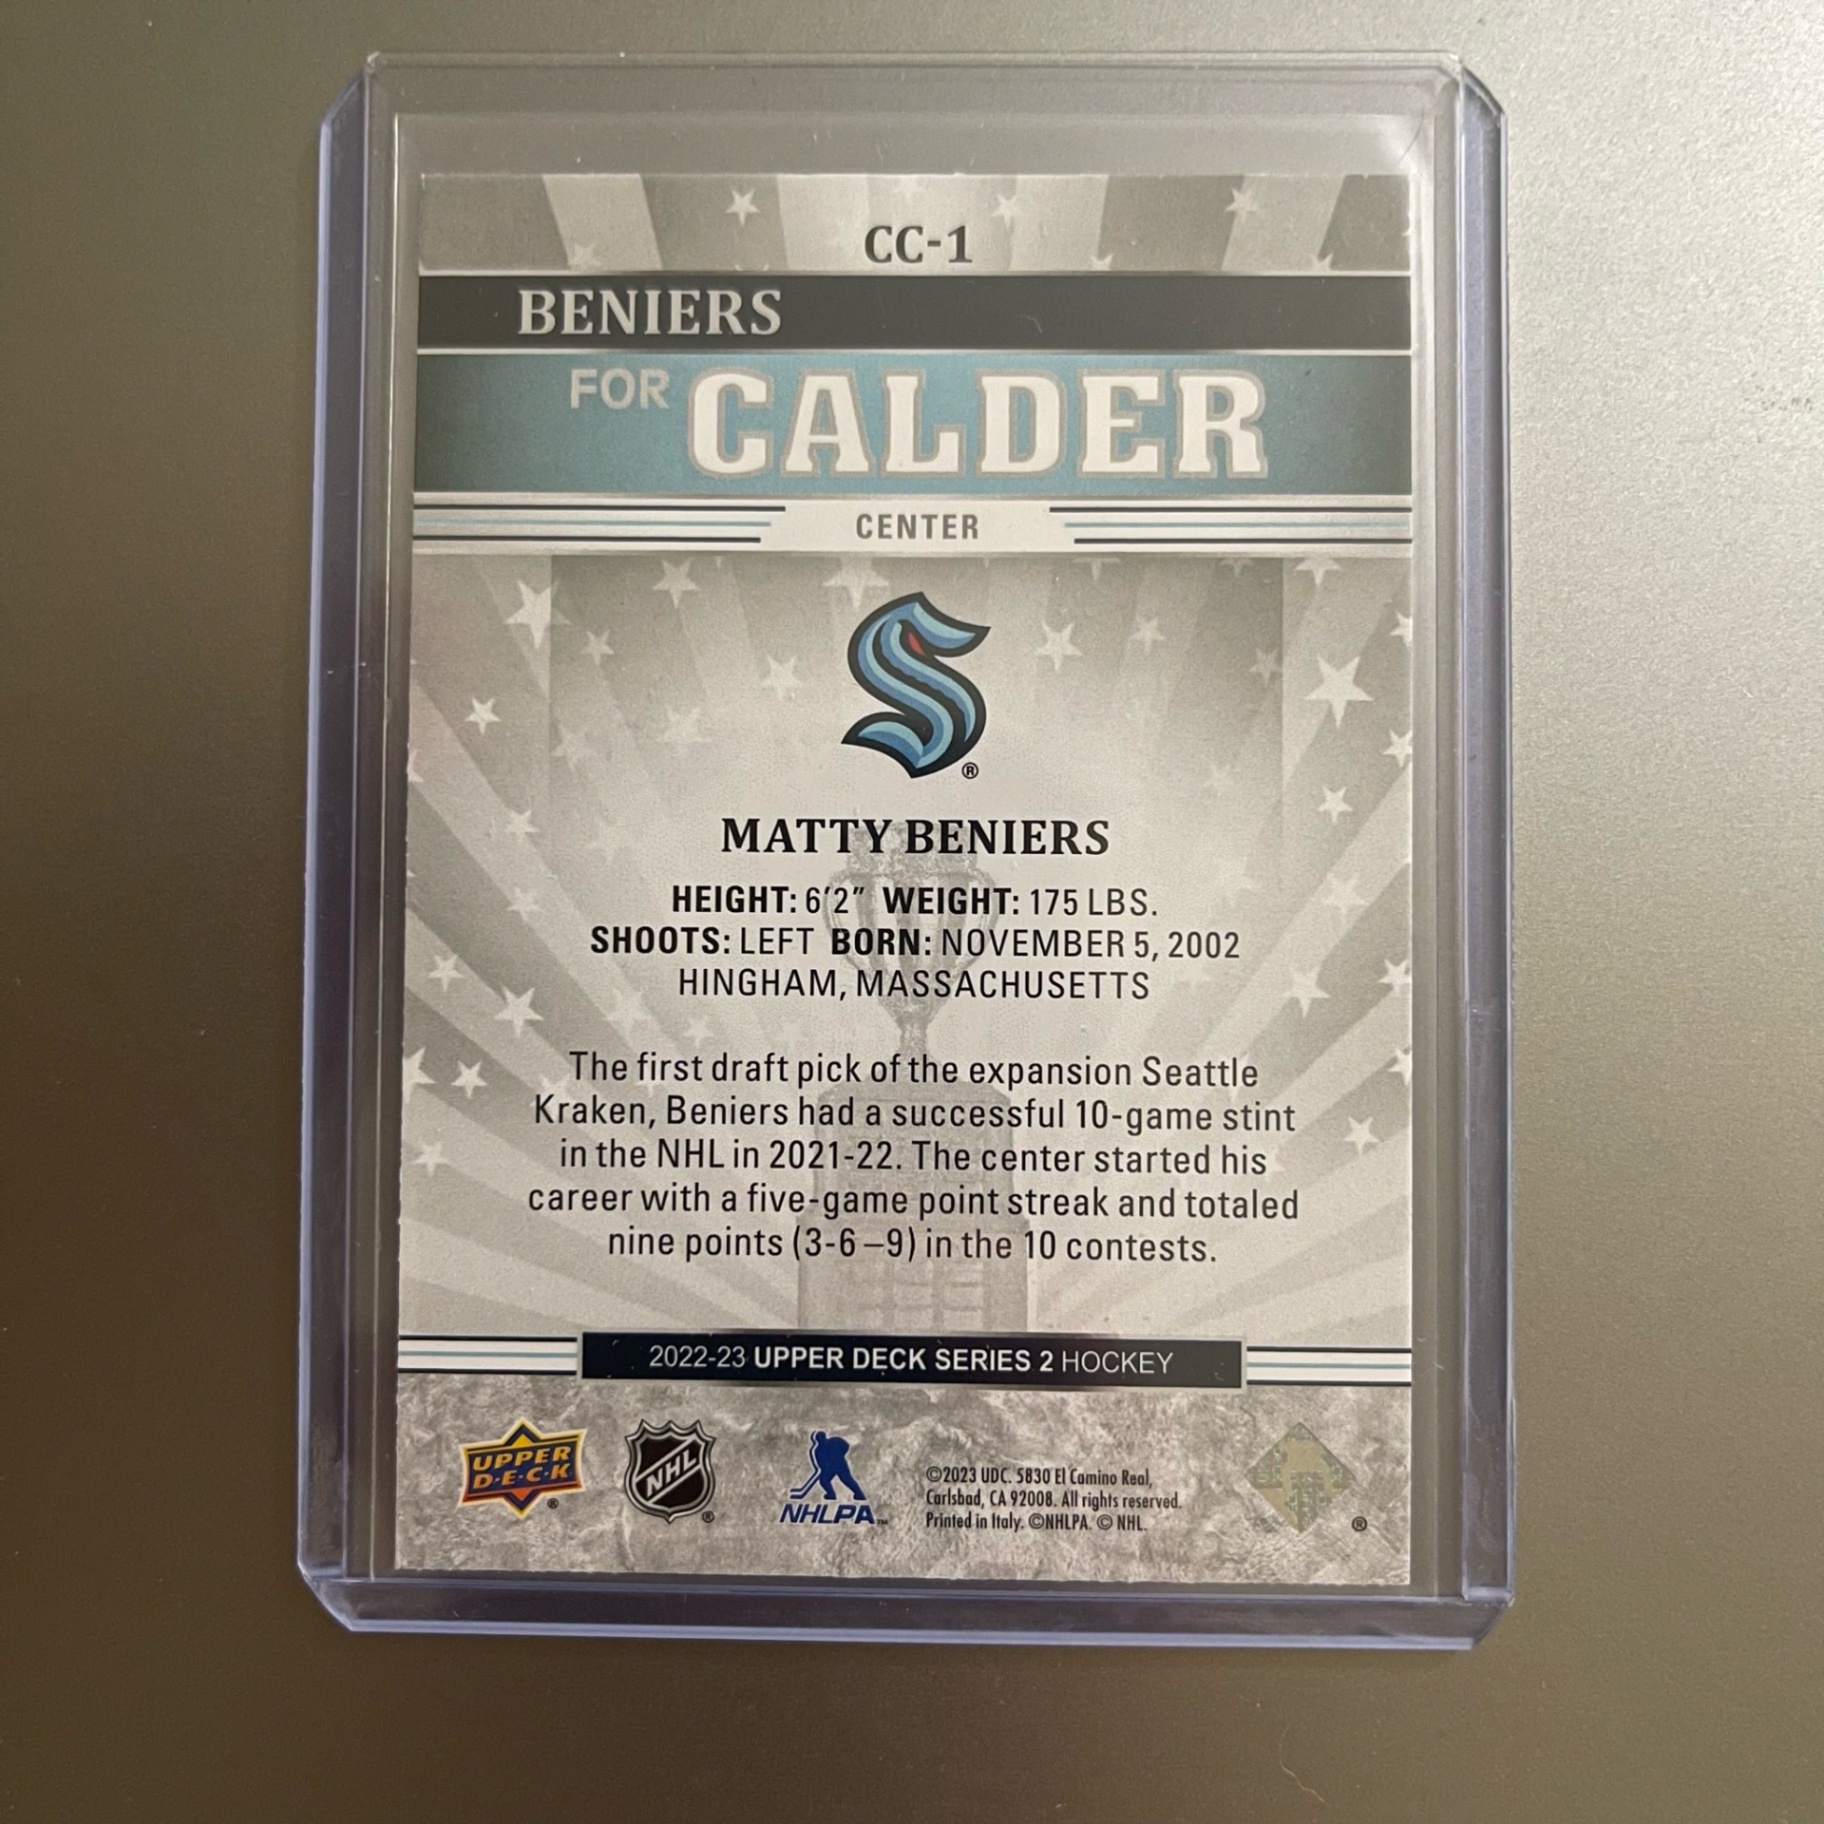 CC-1
BENIERS
FOR CALDER
CENTER
®
MATTY BENIERS
HEIGHT: 6'2" WEIGHT: 175 LBS.
SHOOTS: LEFT BORN: NOVEMBER 5, 2002
HINGHAM, MASSACHUSETTS
The first draft pick of the expansion Seattle
Kraken, Beniers had a successful 10-game stint
in the NHL in 2021-22. The center started his
career with a five-game point streak and totaled
nine points (3-6–9) in the 10 contests.
2022-23 UPPER DECK SERIES 2 HOCKEY
UPPER
D·E·C·K
®
NHL
®
NHLPA™
©2023 UDC. 5830 El Camino Real,
Carlsbad, CA 92008. All rights reserved.
Printed in Italy. ©NHLPA. © NHL.
®